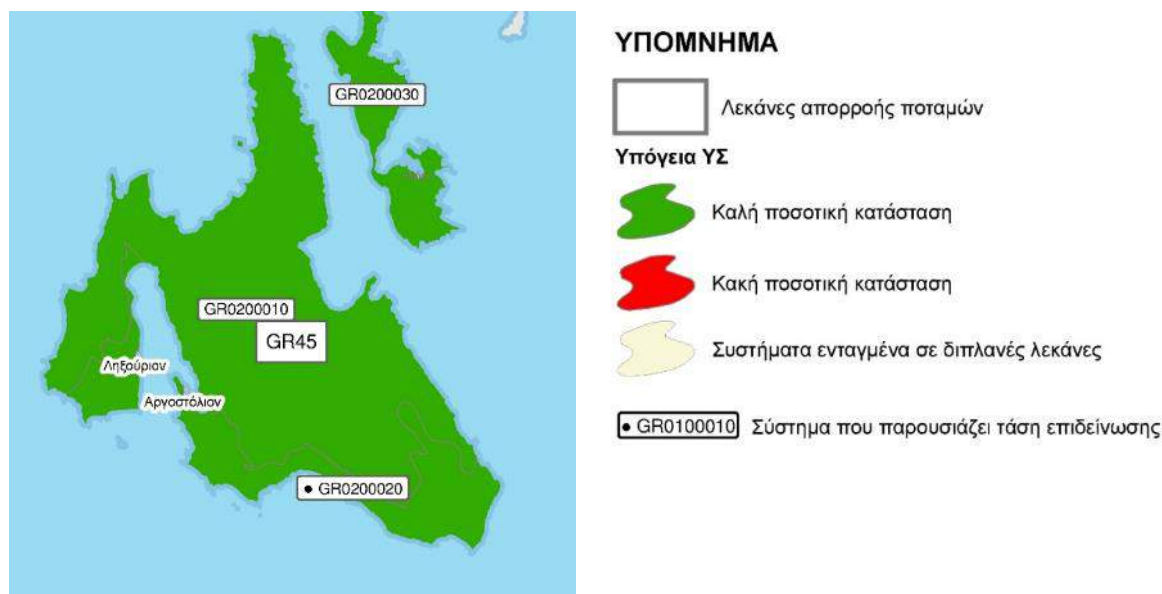 GR0200030
GR0200010
GR45
Ληξούριον
Αργοστόλιον
• GR0200020
ΥΠΟΜΝΗΜΑ
Λεκάνες απορροής ποταμών
Υπόγεια ΥΣ
Καλή ποσοτική κατάσταση
Κακή ποσοτική κατάσταση
Συστήματα ενταγμένα σε διπλανές λεκάνες
• GR0100010 Σύστημα που παρουσιάζει τάση επιδείνωσης